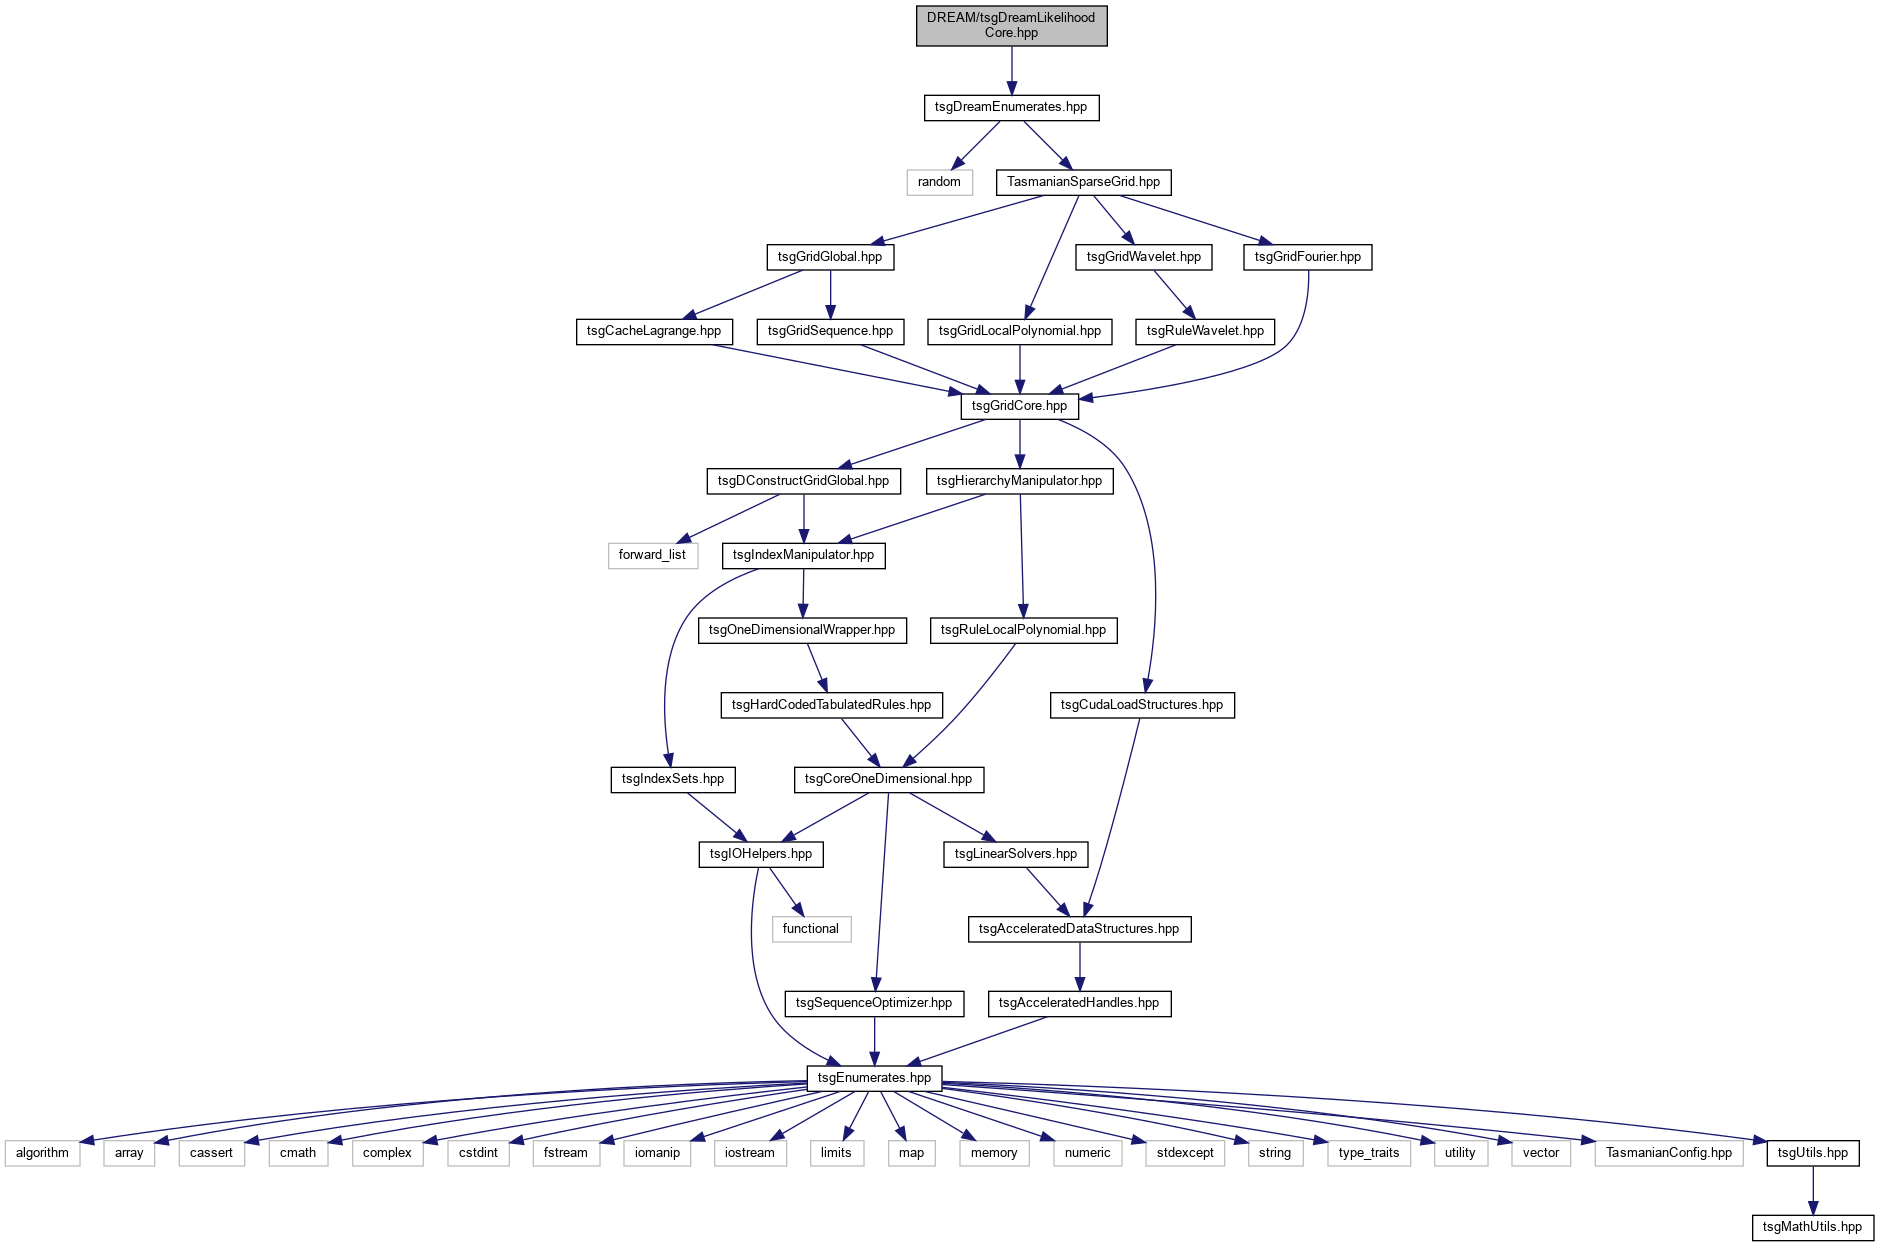 DREAM/tsgDreamLikelihood
Core.hpp
tsgDreamEnumerates.hpp
random
TasmanianSparseGrid.hpp
tsgGridGlobal.hpp
tsgGridWavelet.hpp
tsgGridFourier.hpp
tsgCacheLagrange.hpp
tsgGridSequence.hpp
tsgGridLocalPolynomial.hpp
tsgRuleWavelet.hpp
tsgGridCore.hpp
tsgDConstructGridGlobal.hpp
tsgHierarchyManipulator.hpp
forward_list
tsgIndexManipulator.hpp
tsgOneDimensionalWrapper.hpp
tsgRuleLocalPolynomial.hpp
tsgHardCodedTabulatedRules.hpp
tsgCudaLoadStructures.hpp
tsgIndexSets.hpp
tsgCoreOneDimensional.hpp
tsgIOHelpers.hpp
tsgLinearSolvers.hpp
functional
tsgAcceleratedDataStructures.hpp
tsgSequenceOptimizer.hpp
tsgAcceleratedHandles.hpp
tsgEnumerates.hpp
algorithm
array
cassert
cmath
complex
cstdint
fstream
iomanip
iostream
limits
map
memory
numeric
stdexcept
string
type_traits
utility
vector
TasmanianConfig.hpp
tsgUtils.hpp
tsgMathUtils.hpp